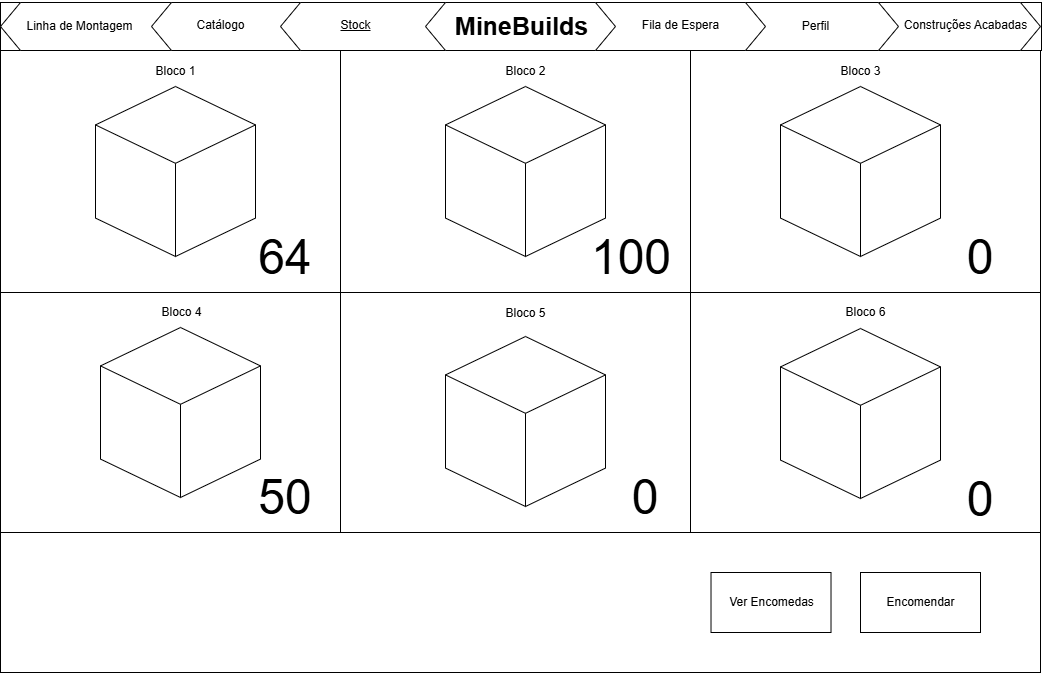 Linha de Montagem
Catálogo
Stock
MineBuilds
Fila de Espera
Perfil
Construções Acabadas
Bloco 1
64
Bloco 2
100
Bloco 3
0
Bloco 4
50
Bloco 5
0
Bloco 6
0
Ver Encomedas
Encomendar